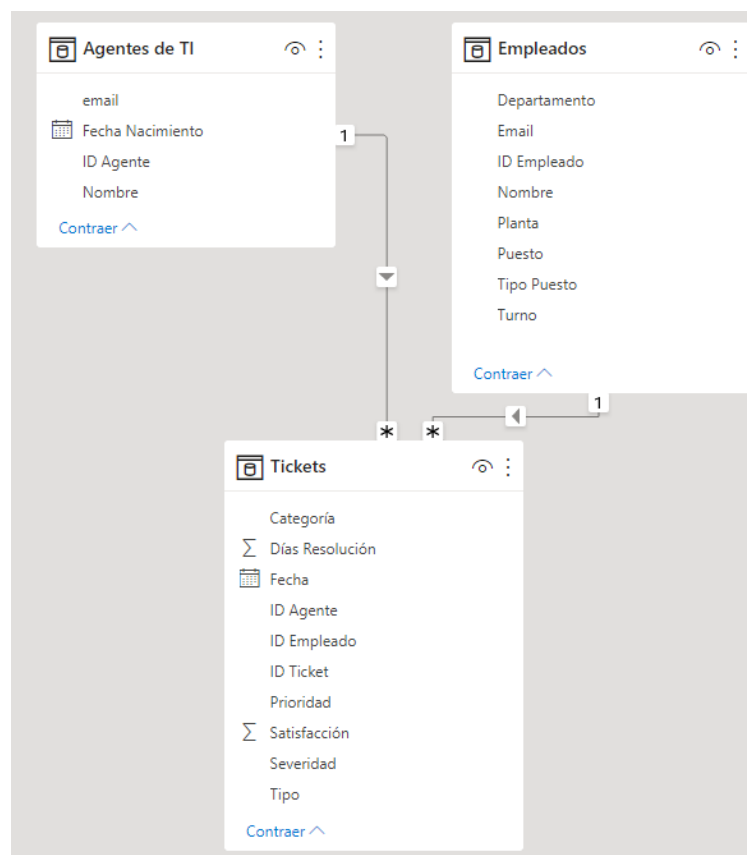 Agentes de TI
email
Fecha Nacimiento
ID Agente
Nombre
Contraer
1
Empleados
Departamento
Email
ID Empleado
Nombre
Planta
Puesto
Tipo Puesto
Turno
Contraer
1
*
*
Tickets
Categoría
Días Resolución
Fecha
ID Agente
ID Empleado
ID Ticket
Prioridad
Satisfacción
Severidad
Tipo
Contraer